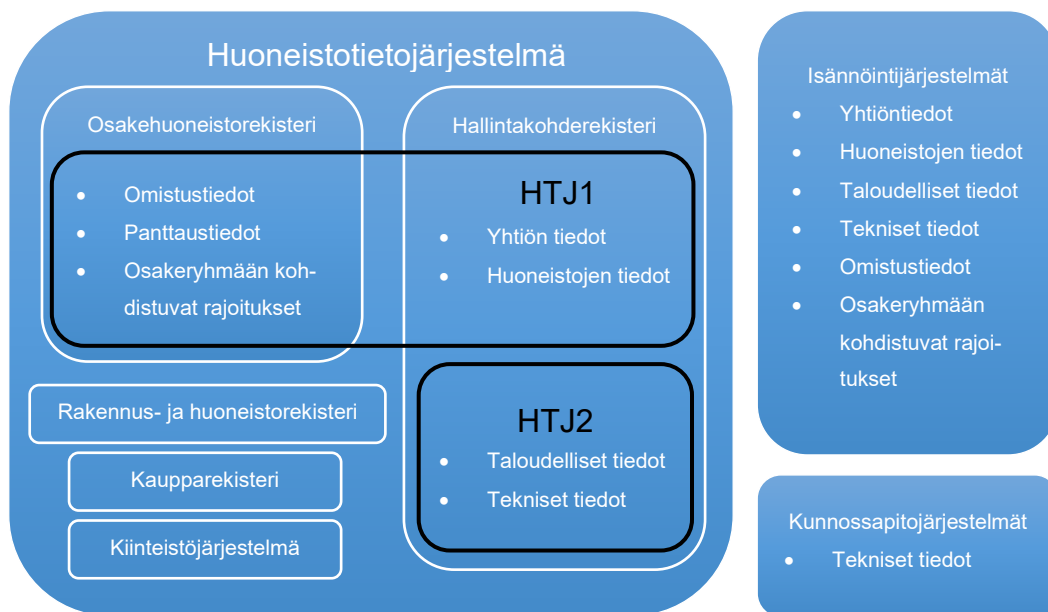 Huoneistotietojärjestelmä
Osakehuoneistorekisteri
• Omistustiedot
• Panttaustiedot
• Osakeryhmään koh-
distuvat rajoitukset
Hallintakohderekisteri
HTJ1
• Yhtiön tiedot
• Huoneistojen tiedot
HTJ2
• Taloudelliset tiedot
• Tekniset tiedot
Rakennus- ja huoneistorekisteri
Kaupparekisteri
Kiinteistöjärjestelmä
Isännöintijärjestelmät
• Yhtiöntiedot
• Huoneistojen tiedot
• Taloudelliset tiedot
• Tekniset tiedot
• Omistustiedot
• Osakeryhmään
kohdistuvat rajoi-
tukset
Kunnossapitojärjestelmät
• Tekniset tiedot